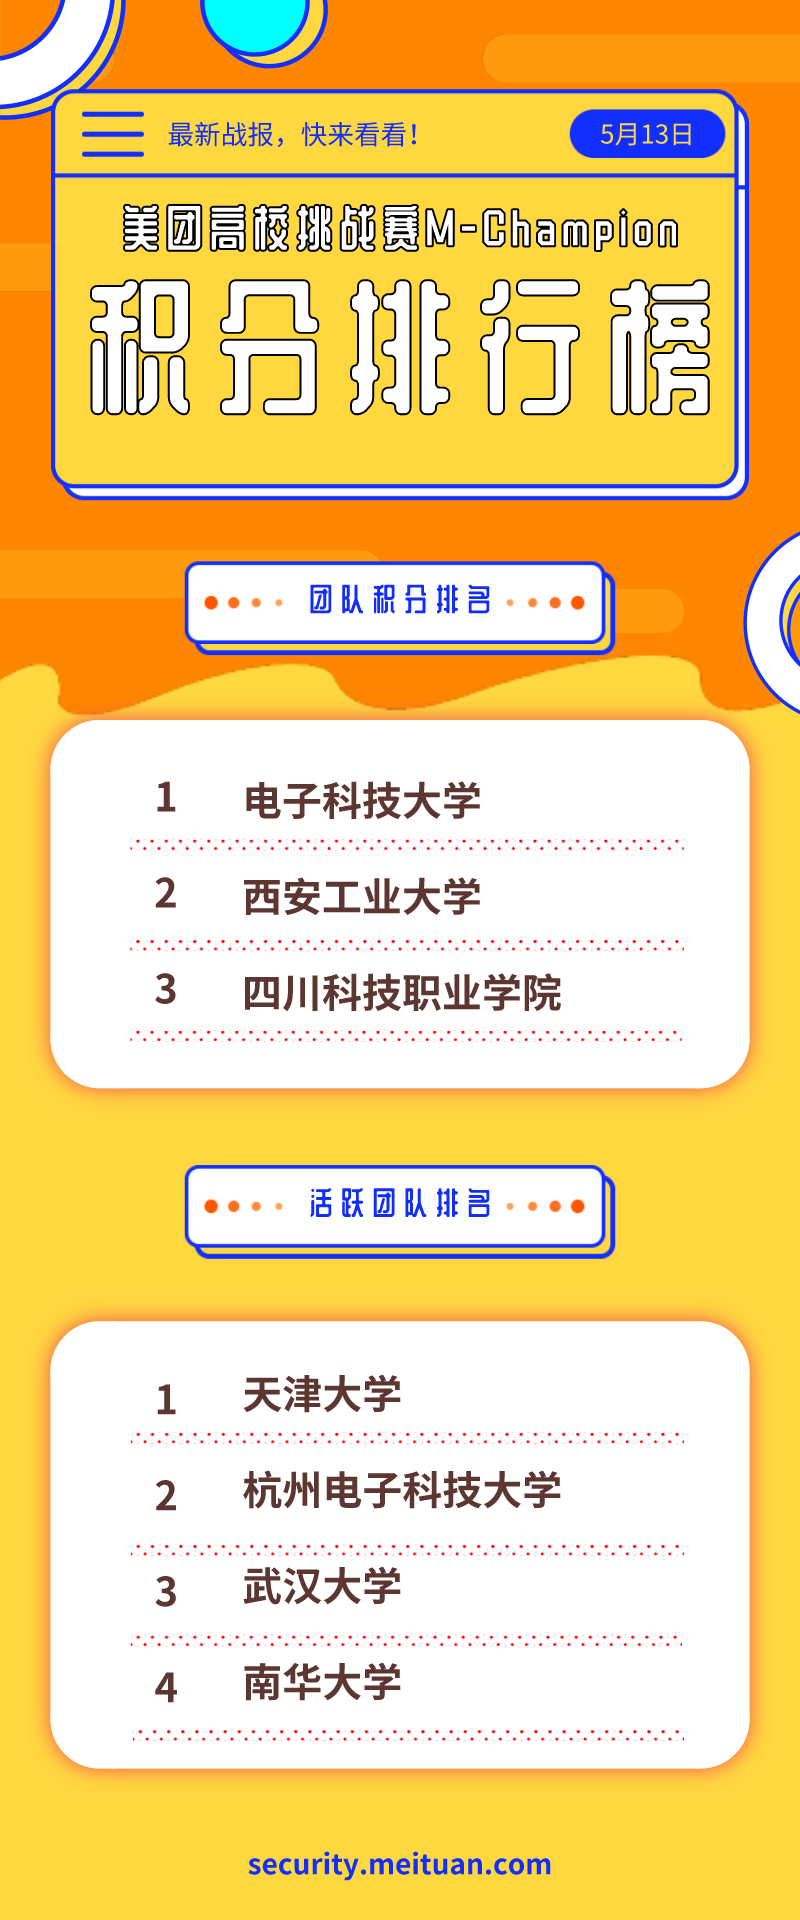 最新战报，快来看看！
5月13日
美团高校挑战赛M-Champion
积分排行榜
团队积分排名
1 电子科技大学
2 西安工业大学
3 四川科技职业学院
活跃团队排名
1 天津大学
2 杭州电子科技大学
3 武汉大学
4 南华大学
security.meituan.com